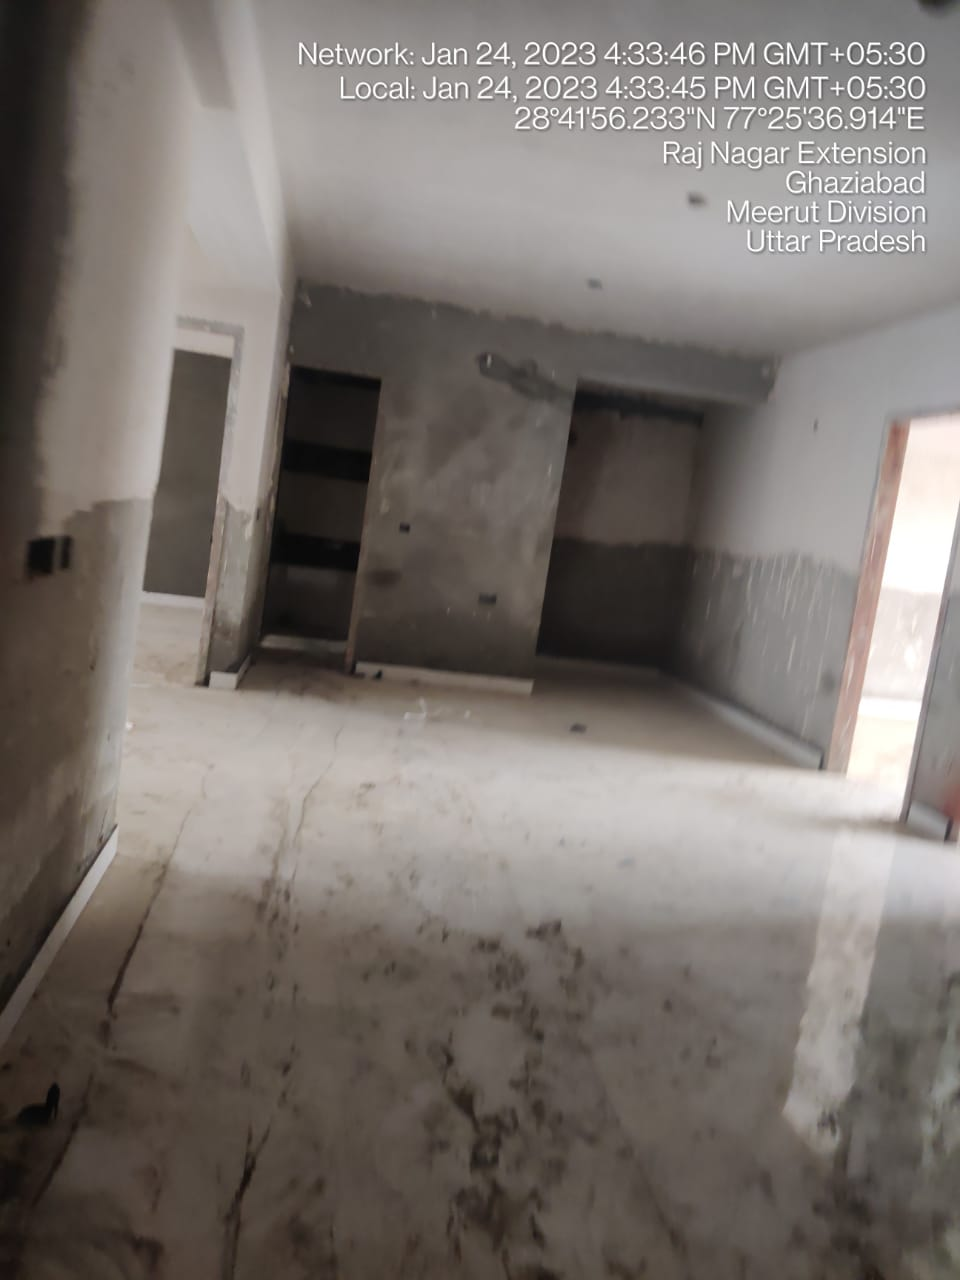 Network: Jan 24, 2023 4:33:46 PM GMT+05:30
Local: Jan 24, 2023 4:33:45 PM GMT+05:30
28°41'56.233"N 77°25'36.914"E
Raj Nagar Extension
Ghaziabad
Meerut Division
Uttar Pradesh